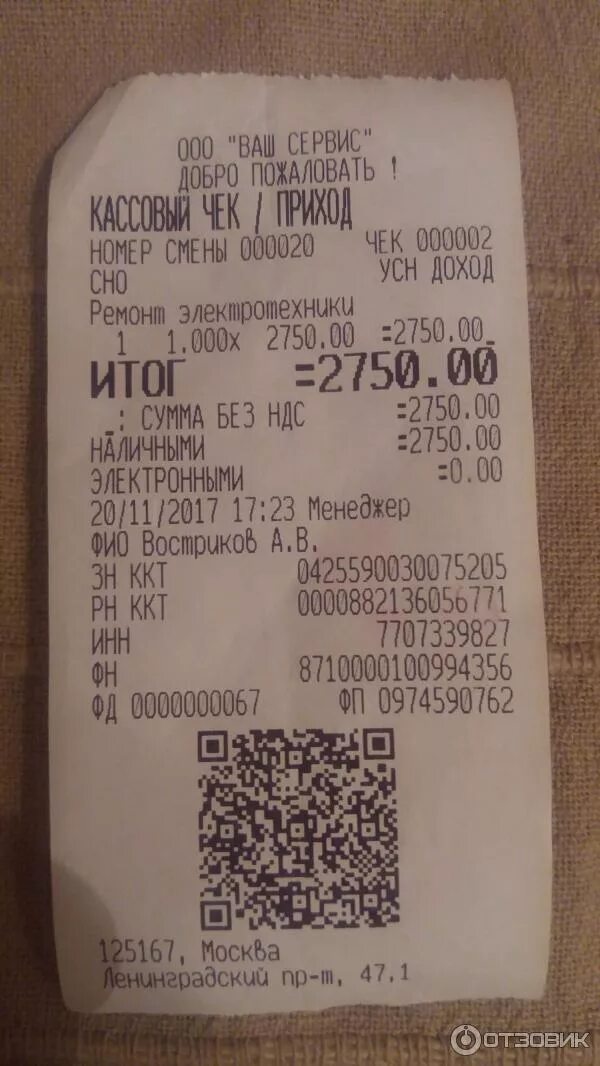 ООО "ВАШ СЕРВИС"
ДОБРО ПОЖАЛОВАТЬ !
КАССОВЫЙ ЧЕК / ПРИХОД
НОМЕР СМЕНЫ 000020 ЧЕК 000002
СНО УСН ДОХОД
Ремонт электротехники
1 1.000х 2750.00 =2750.00_
ИТОГ =2750.00
_: СУММА БЕЗ НДС =2750.00
НАЛИЧНЫМИ =2750.00
ЭЛЕКТРОННЫМИ =0.00
20/11/2017 17:23 Менеджер
ФИО Востриков А.В.
ЗН ККТ 0425590030075205
РН ККТ 0000882136056771
ИНН 7707339827
ФН 8710000100994356
ФД 0000000067 ФП 0974590762
125167, Москва
Ленинградский пр-т, 47,1
ОТЗОВИК